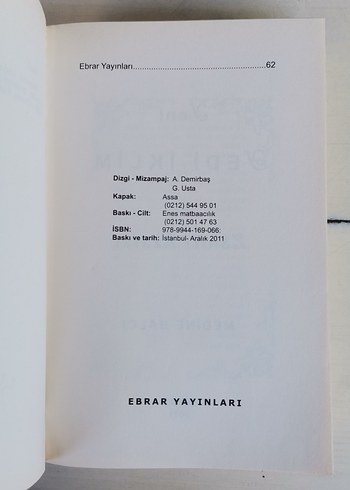 Ebrar Yayınları............................................................62
Dizgi - Mizampaj: A. Demirbaş
G. Usta
Kapak: Assa
(0212) 544 95 01
Baskı - Cilt: Enes matbaacılık
(0212) 501 47 63
İSBN: 978-9944-169-066:
Baskı ve tarih: İstanbul- Aralık 2011
EBRAR YAYINLARI